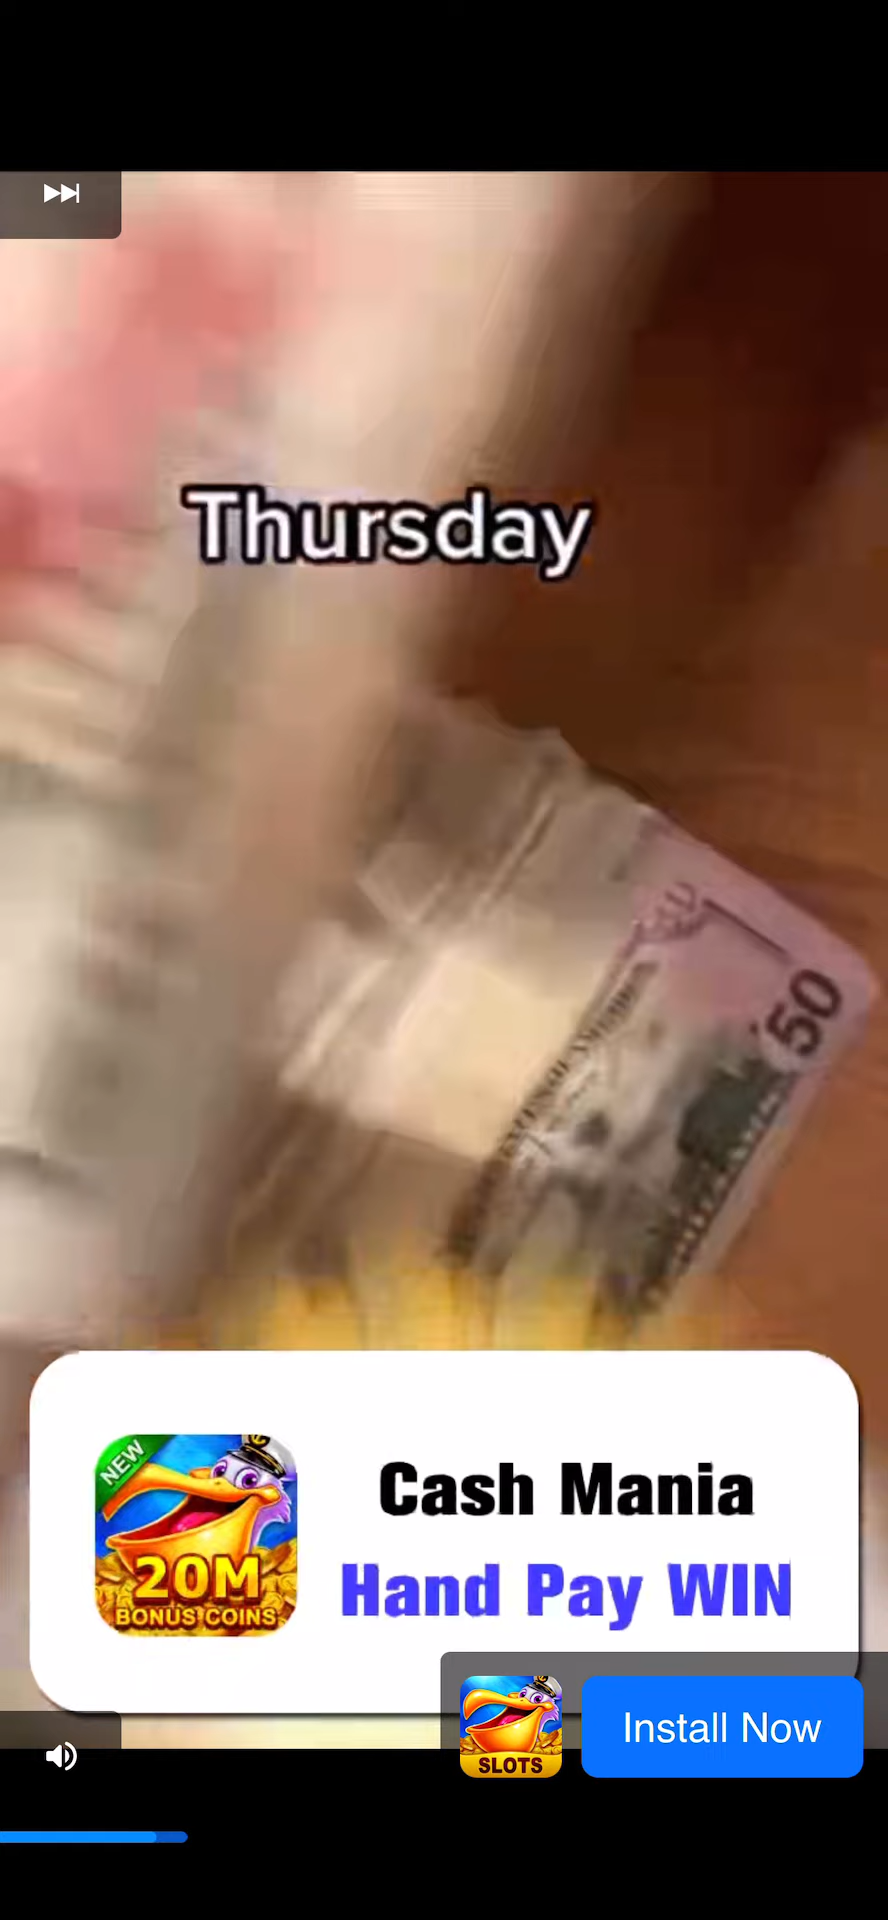 Thursday
50
NEW
20M
BONUS COINS
Cash Mania
Hand Pay WIN
SLOTS
Install Now